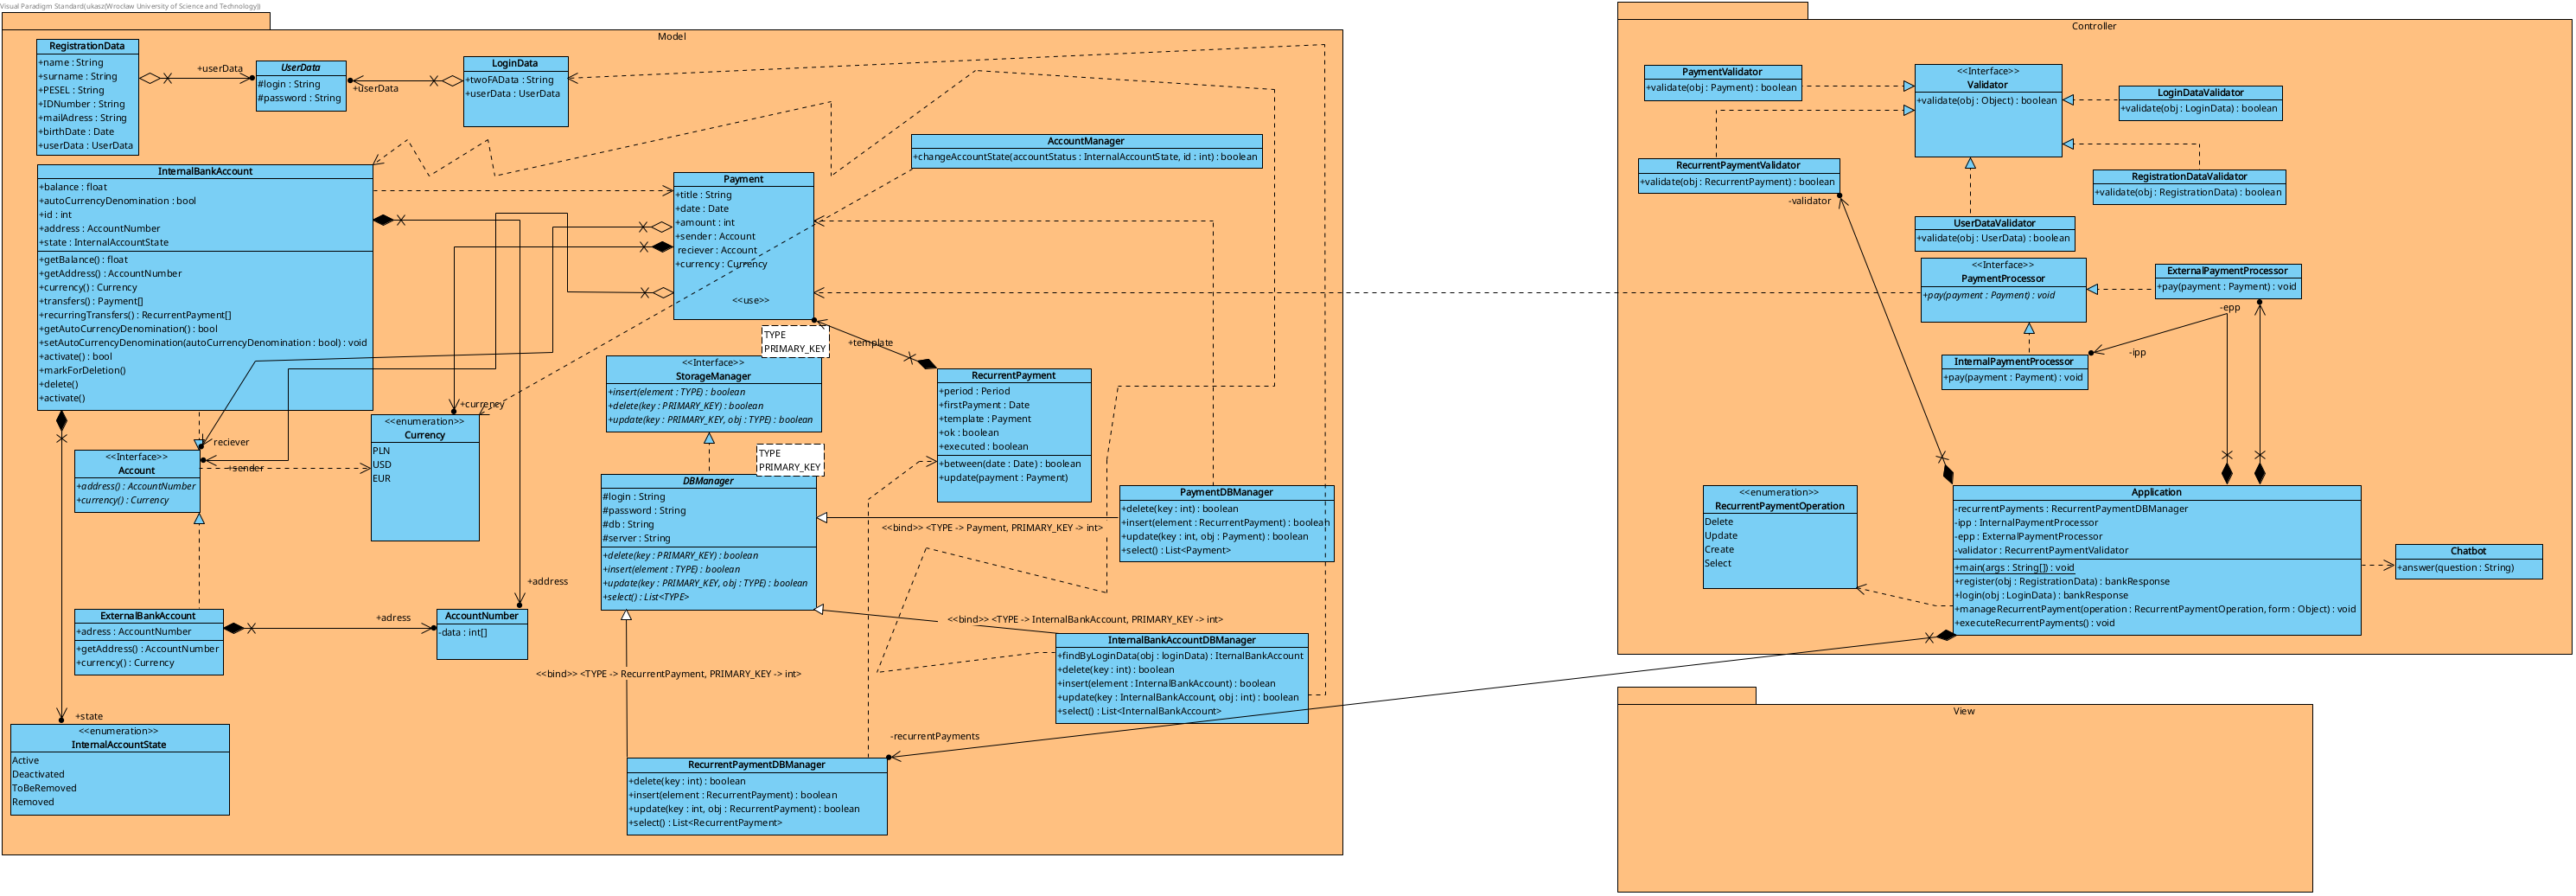 Visual Paradigm Standard(ukasz(Wrocław University of Science and Technology))
Model
RegistrationData
+name : String
+surname : String
+PESEL : String
+IDNumber : String
+mailAdress : String
+birthDate : Date
+userData : UserData
+userData
UserData
#login : String
#password : String
+userData
LoginData
+twoFAData : String
+userData : UserData
AccountManager
+changeAccountState(accountStatus : InternalAccountState, id : int) : boolean
InternalBankAccount
+balance : float
+autoCurrencyDenomination : bool
+id : int
+address : AccountNumber
+state : InternalAccountState
+getBalance() : float
+getAddress() : AccountNumber
+currency() : Currency
+transfers() : Payment[]
+recurringTransfers() : RecurrentPayment[]
+getAutoCurrencyDenomination() : bool
+setAutoCurrencyDenomination(autoCurrencyDenomination : bool) : void
+activate() : bool
+markForDeletion()
+delete()
+activate()
Payment
+title : String
+date : Date
+amount : int
+sender : Account
reciever : Account
+currency : Currency
<<use>>
TYPE
PRIMARY_KEY
+template
<<Interface>>
StorageManager
+insert(element : TYPE) : boolean
+delete(key : PRIMARY_KEY) : boolean
+update(key : PRIMARY_KEY, obj : TYPE) : boolean
RecurrentPayment
+period : Period
+firstPayment : Date
+template : Payment
+ok : boolean
+executed : boolean
+between(date : Date) : boolean
+update(payment : Payment)
+currency
<<enumeration>>
Currency
PLN
USD
EUR
reciever
+sender
<<Interface>>
Account
+address() : AccountNumber
+currency() : Currency
TYPE
PRIMARY_KEY
DBManager
#login : String
#password : String
#db : String
#server : String
+delete(key : PRIMARY_KEY) : boolean
+insert(element : TYPE) : boolean
+update(key : PRIMARY_KEY, obj : TYPE) : boolean
+select() : List<TYPE>
<<bind>> <TYPE -> Payment, PRIMARY_KEY -> int>
PaymentDBManager
+delete(key : int) : boolean
+insert(element : RecurrentPayment) : boolean
+update(key : int, obj : Payment) : boolean
+select() : List<Payment>
+address
ExternalBankAccount
+adress : AccountNumber
+getAddress() : AccountNumber
+currency() : Currency
+adress
AccountNumber
-data : int[]
<<bind>> <TYPE -> InternalBankAccount, PRIMARY_KEY -> int>
InternalBankAccountDBManager
+findByLoginData(obj : loginData) : IternalBankAccount
+delete(key : int) : boolean
+insert(element : InternalBankAccount) : boolean
+update(key : InternalBankAccount, obj : int) : boolean
+select() : List<InternalBankAccount>
<<bind>> <TYPE -> RecurrentPayment, PRIMARY_KEY -> int>
+state
<<enumeration>>
InternalAccountState
Active
Deactivated
ToBeRemoved
Removed
-recurrentPayments
RecurrentPaymentDBManager
+delete(key : int) : boolean
+insert(element : RecurrentPayment) : boolean
+update(key : int, obj : RecurrentPayment) : boolean
+select() : List<RecurrentPayment>
Controller
PaymentValidator
+validate(obj : Payment) : boolean
<<Interface>>
Validator
+validate(obj : Object) : boolean
LoginDataValidator
+validate(obj : LoginData) : boolean
RecurrentPaymentValidator
+validate(obj : RecurrentPayment) : boolean
-validator
RegistrationDataValidator
+validate(obj : RegistrationData) : boolean
UserDataValidator
+validate(obj : UserData) : boolean
<<Interface>>
PaymentProcessor
+pay(payment : Payment) : void
ExternalPaymentProcessor
+pay(payment : Payment) : void
-epp
-ipp
InternalPaymentProcessor
+pay(payment : Payment) : void
<<enumeration>>
RecurrentPaymentOperation
Delete
Update
Create
Select
Application
-recurrentPayments : RecurrentPaymentDBManager
-ipp : InternalPaymentProcessor
-epp : ExternalPaymentProcessor
-validator : RecurrentPaymentValidator
+main(args : String[]) : void
+register(obj : RegistrationData) : bankResponse
+login(obj : LoginData) : bankResponse
+manageRecurrentPayment(operation : RecurrentPaymentOperation, form : Object) : void
+executeRecurrentPayments() : void
Chatbot
+answer(question : String)
View